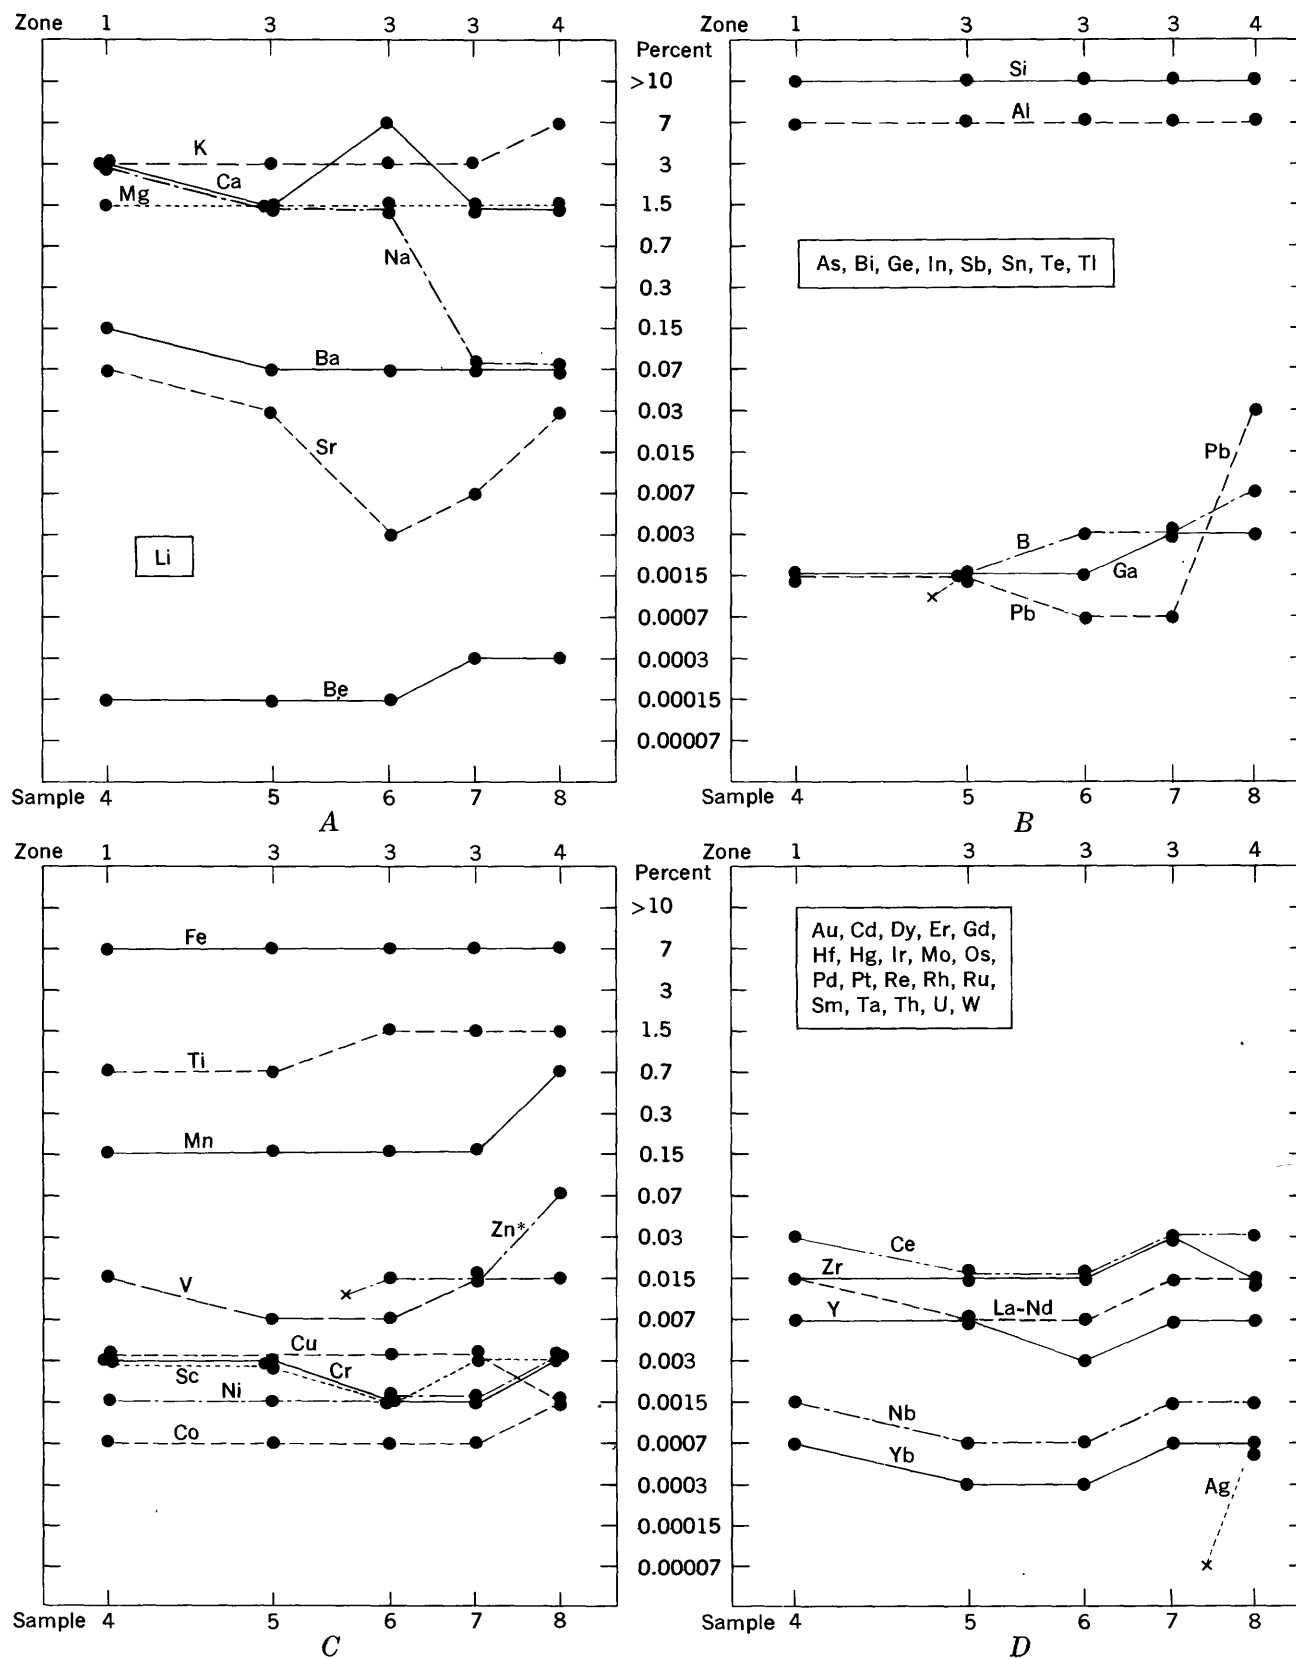 Zone 1 3 3 3 4
Percent
Zone 1 3 3 3 4
>10
7
3
1.5
0.7
0.3
0.15
0.07
0.03
0.015
0.007
0.003
0.0015
0.0007
0.0003
0.00015
0.00007
K
Ca
Mg
Na
Ba
Sr
Li
Be
Sample 4 5 6 7 8
A
Si
Al
As, Bi, Ge, In, Sb, Sn, Te, Tl
Pb
B
Ga
Pb
Sample 4 5 6 7 8
B
Zone 1 3 3 3 4
Percent
Zone 1 3 3 3 4
>10
7
3
1.5
0.7
0.3
0.15
0.07
0.03
0.015
0.007
0.003
0.0015
0.0007
0.0003
0.00015
0.00007
Fe
Ti
Mn
Zn*
V
Cu
Cr
Sc
Ni
Co
Sample 4 5 6 7 8
C
Au, Cd, Dy, Er, Gd,
Hf, Hg, Ir, Mo, Os,
Pd, Pt, Re, Rh, Ru,
Sm, Ta, Th, U, W
Ce
Zr
La-Nd
Y
Nb
Yb
Ag
Sample 4 5 6 7 8
D